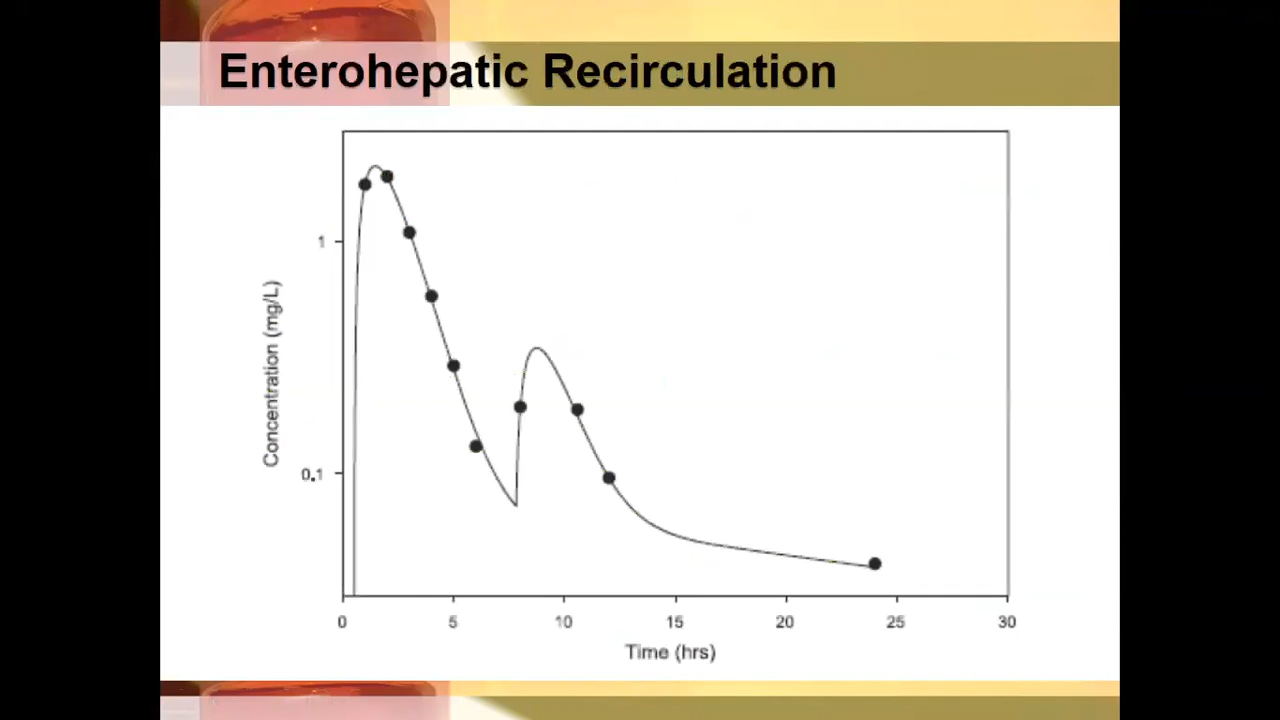 Enterohepatic Recirculation
1
0.1
Concentration (mg/L)
0 5 10 15 20 25 30
Time (hrs)